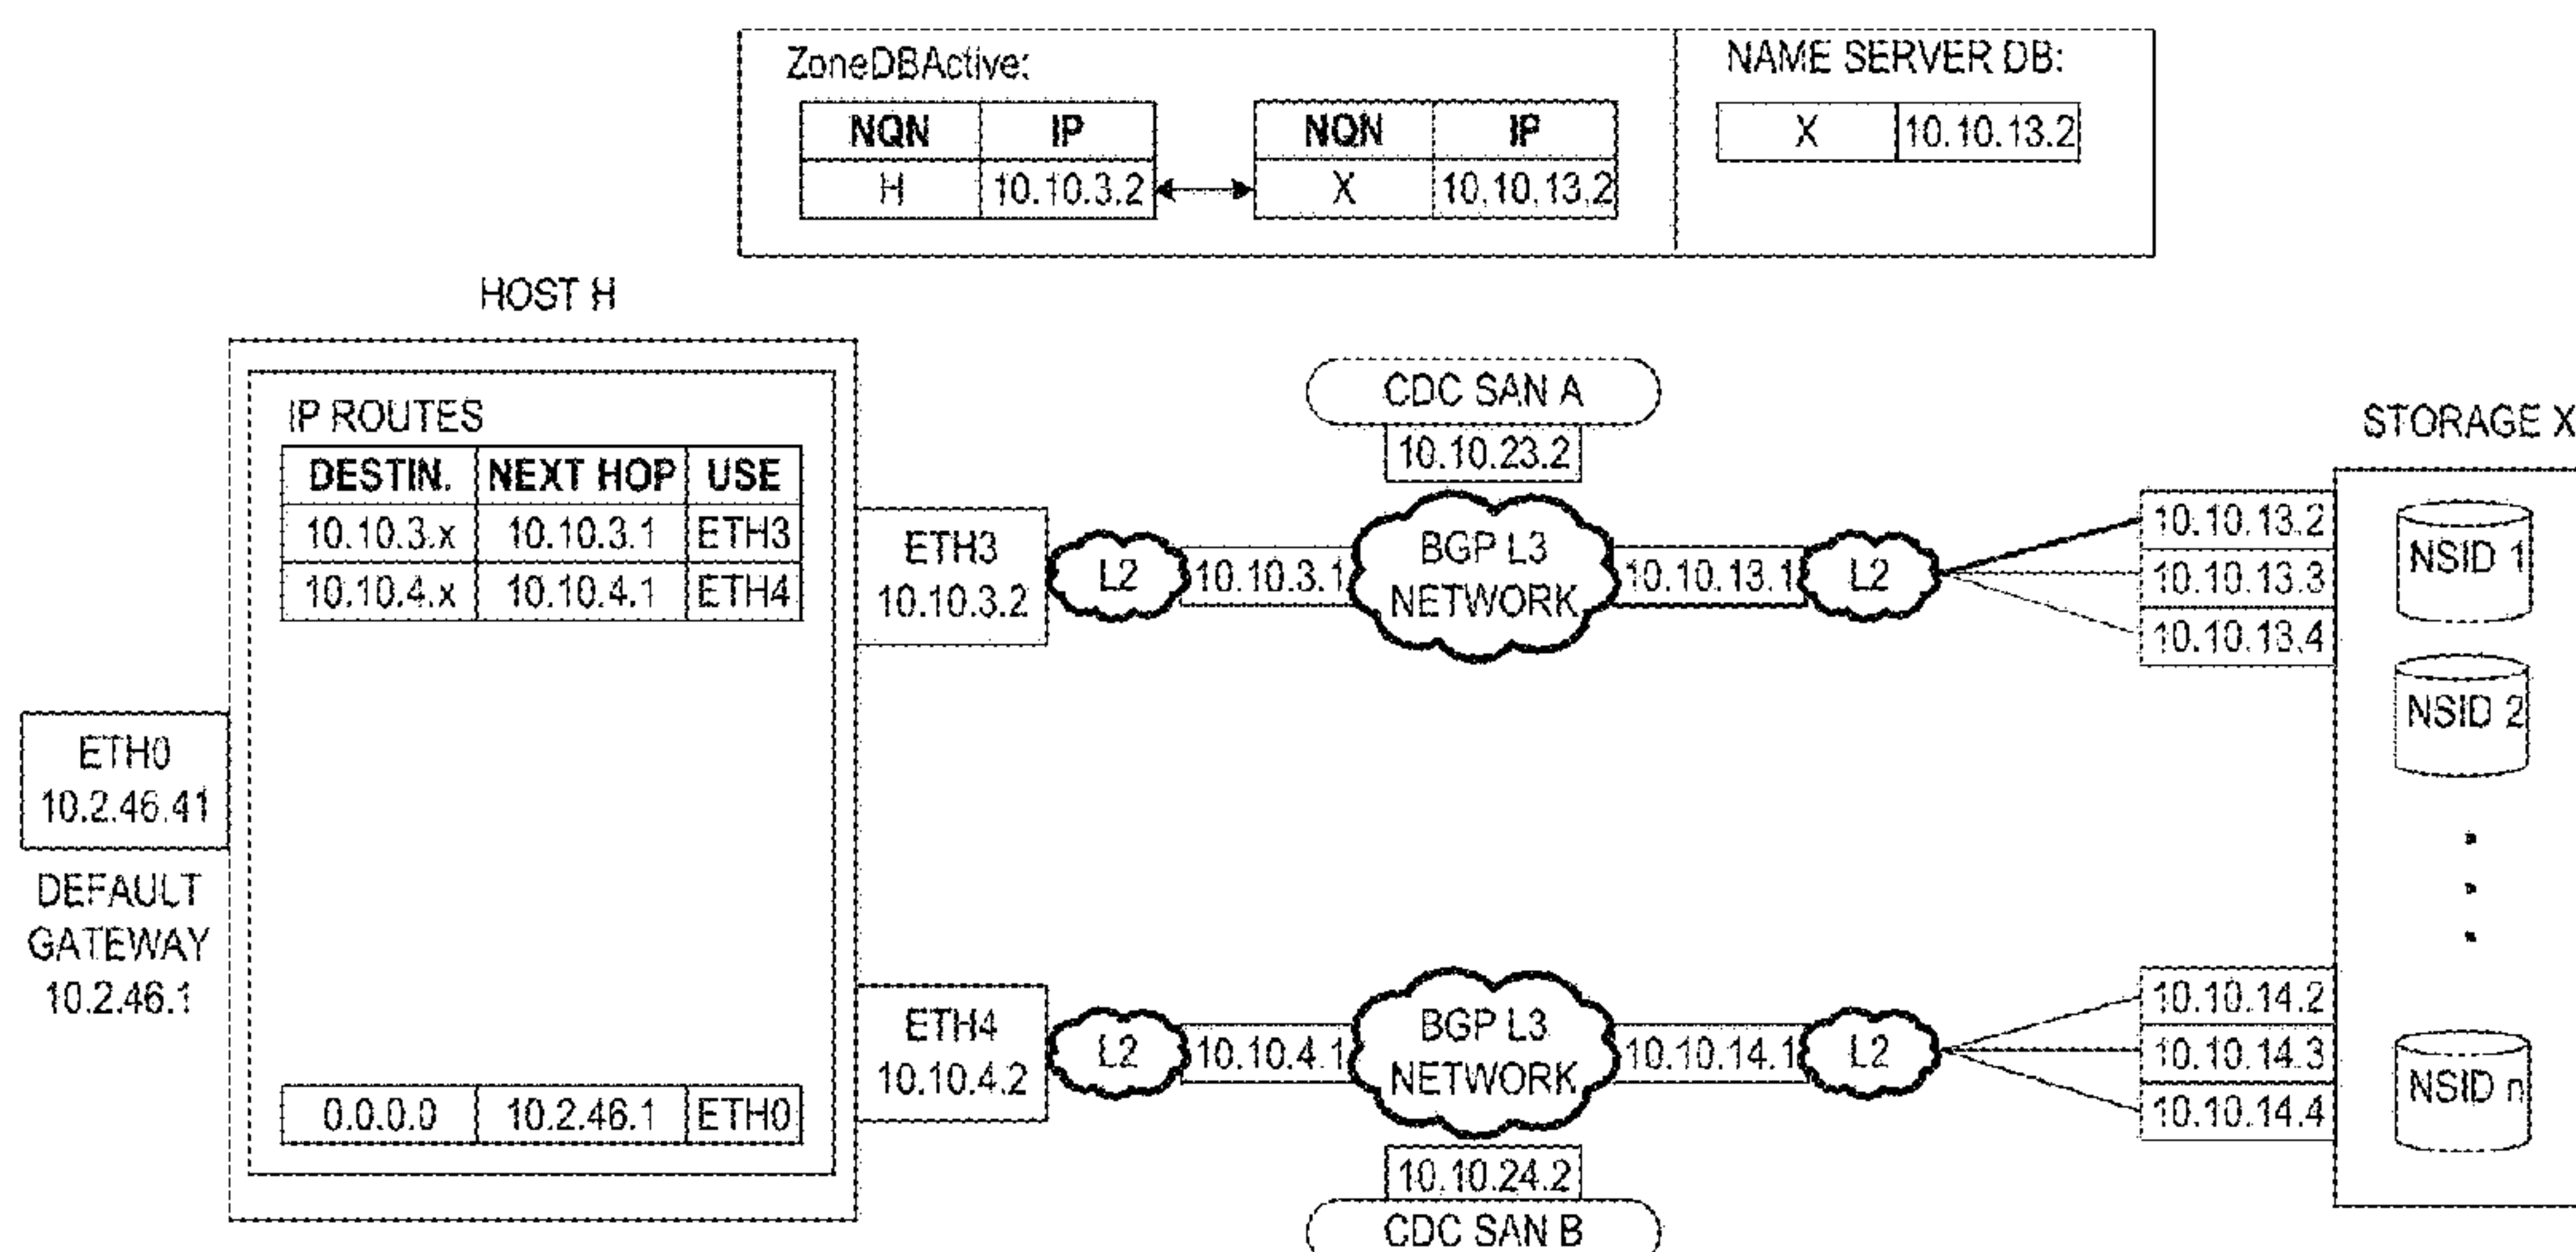 ZoneDBActive:
NQN IP
H 10.10.3.2
NQN IP
X 10.10.13.2
NAME SERVER DB:
X 10.10.13.2
HOST H
IP ROUTES
DESTIN. NEXT HOP USE
10.10.3.x 10.10.3.1 ETH3
10.10.4.x 10.10.4.1 ETH4
0.0.0.0 10.2.46.1 ETH0
ETH0
10.2.46.41
DEFAULT
GATEWAY
10.2.46.1
CDC SAN A
10.10.23.2
ETH3
10.10.3.2
L2
10.10.3.1
BGP L3
NETWORK
10.10.13.1
L2
10.10.13.2
10.10.13.3
10.10.13.4
STORAGE X
NSID 1
NSID 2
NSID n
ETH4
10.10.4.2
L2
10.10.4.1
BGP L3
NETWORK
10.10.14.1
L2
10.10.14.2
10.10.14.3
10.10.14.4
10.10.24.2
CDC SAN B